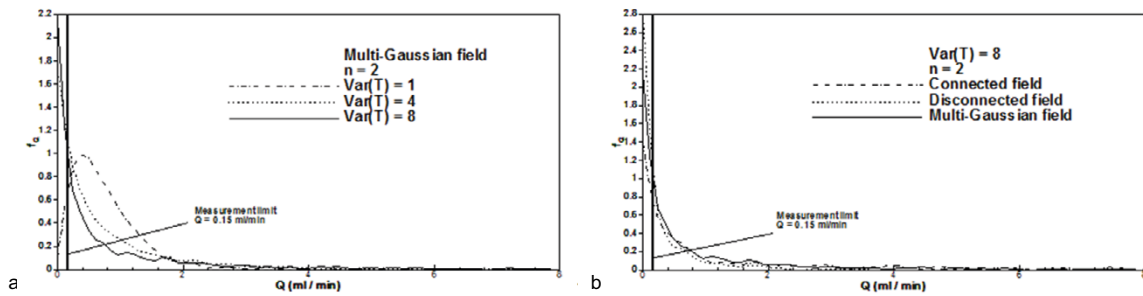 2.2
2
1.8
1.6
1.4
1.2
1
0.8
0.6
0.4
0.2
0
f_Q
Multi-Gaussian field
n = 2
Var(T) = 1
Var(T) = 4
Var(T) = 8
Measurement limit
Q = 0.15 ml/min
0 2 4 6 8
Q (ml / min)
a
2.8
2.6
2.4
2.2
2
1.8
1.6
1.4
1.2
1
0.8
0.6
0.4
0.2
0
f_Q
Var(T) = 8
n = 2
Connected field
Disconnected field
Multi-Gaussian field
Measurement limit
Q = 0.15 ml/min
0 2 4 6 8
Q (ml / min)
b